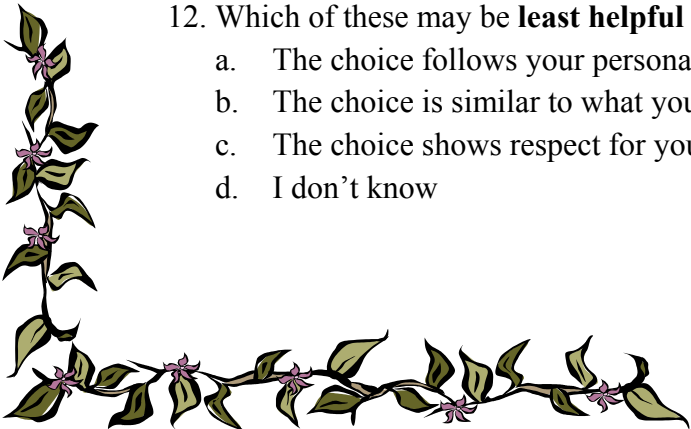 12. Which of these may be least helpful
a. The choice follows your persona
b. The choice is similar to what you
c. The choice shows respect for you
d. I don’t know